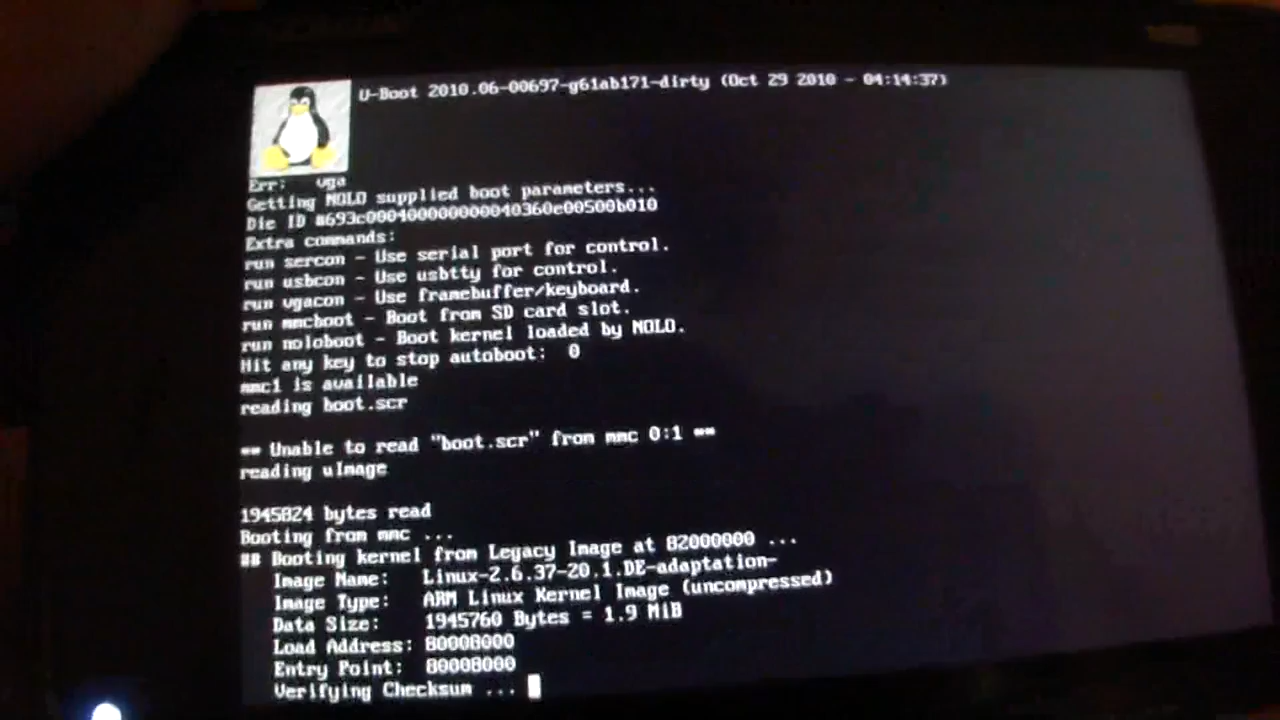 U-Boot 2010.06-00697-g61ab171-dirty (Oct 29 2010 - 04:14:37)
Err:   vga
Getting NOLO supplied boot parameters...
Die ID #693c00040000000040360e00500b010
Extra commands:
run sercon - Use serial port for control.
run usbcon - Use usbtty for control.
run vgacon - Use framebuffer/keyboard.
run mmcboot - Boot from SD card slot.
run noloboot - Boot kernel loaded by NOLO.
Hit any key to stop autoboot:  0
mmc1 is available
reading boot.scr
** Unable to read "boot.scr" from mmc 0:1 **
reading uImage
1945824 bytes read
Booting from mmc ...
## Booting kernel from Legacy Image at 82000000 ...
Image Name:   Linux-2.6.37-20.1.DE-adaptation-
Image Type:   ARM Linux Kernel Image (uncompressed)
Data Size:    1945760 Bytes = 1.9 MiB
Load Address: 80008000
Entry Point:  80008000
Verifying Checksum ...